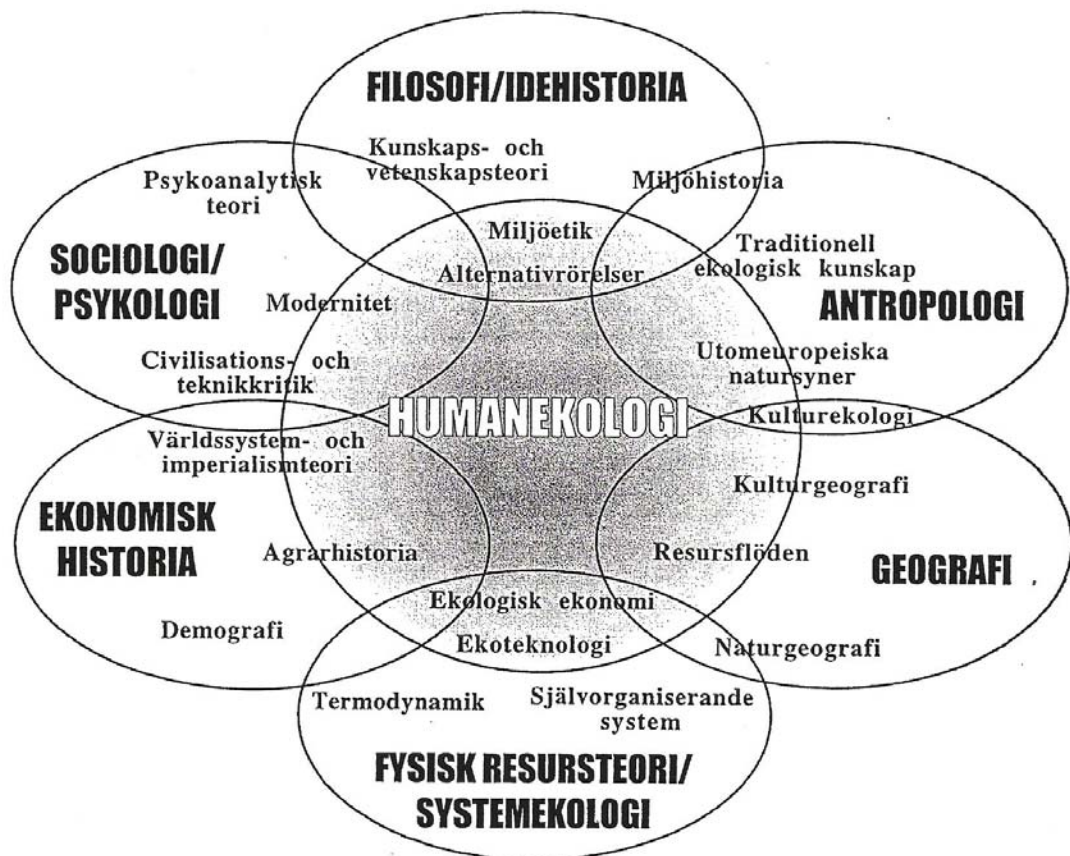 FILOSOFI/IDEHISTORIA
Kunskaps- och
vetenskapsteori
Psykoanalytisk
teori
Miljöhistoria
Miljöetik
Alternativrörelser
SOCIOLOGI/
PSYKOLOGI
Modernitet
Traditionell
ekologisk kunskap
ANTROPOLOGI
Civilisations- och
teknikkritik
Utomeuropeiska
natursyner
HUMANEKOLOGI
Kulturekologi
Världssystem- och
imperialismteori
Kulturgeografi
EKONOMISK
HISTORIA
Agrarhistoria
Resursflöden
GEOGRAFI
Ekologisk ekonomi
Demografi
Ekoteknologi
Naturgeografi
Termodynamik
Självorganiserande
system
FYSISK RESURSTEORI/
SYSTEMEKOLOGI